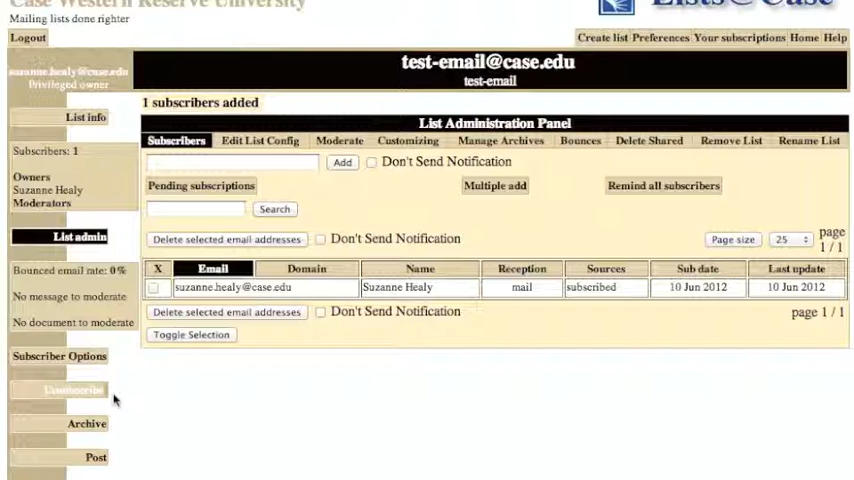 Case Western Reserve University
Lists@Case
Mailing lists done righter
Logout
Create list Preferences Your subscriptions Home Help
suzanne.healy@case.edu
Privileged owner
test-email@case.edu
test-email
1 subscribers added
List info
List Administration Panel
Subscribers Edit List Config Moderate Customizing Manage Archives Bounces Delete Shared Remove List Rename List
Subscribers: 1
Add Don't Send Notification
Owners
Suzanne Healy
Moderators
Pending subscriptions Multiple add Remind all subscribers
Search
List admin
Delete selected email addresses Don't Send Notification Page size 25 page
1 / 1
Bounced email rate: 0%
No message to moderate
No document to moderate
X Email Domain Name Reception Sources Sub date Last update
suzanne.healy@case.edu Suzanne Healy mail subscribed 10 Jun 2012 10 Jun 2012
Delete selected email addresses Don't Send Notification page 1 / 1
Toggle Selection
Subscriber Options
Unsubscribe
Archive
Post